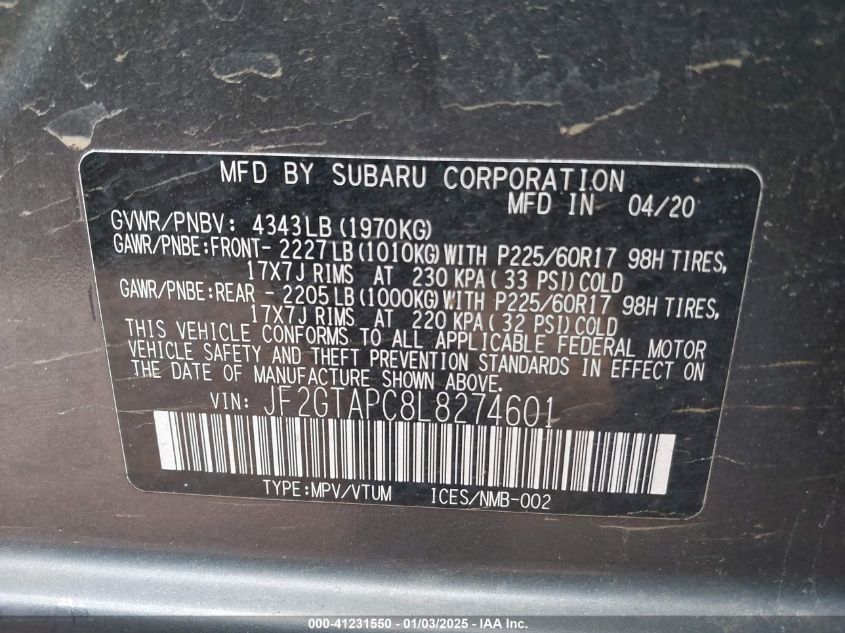 MFD BY SUBARU CORPORATION
MFD IN 04/20
GVWR/PNBV: 4343LB(1970KG)
GAWR/PNBE:FRONT- 2227LB(1010KG)WITH P225/60R17 98H TIRES,
17X7J RIMS AT 230 KPA( 33 PSI)COLD
GAWR/PNBE:REAR - 2205LB(1000KG)WITH P225/60R17 98H TIRES,
17X7J RIMS AT 220 KPA( 32 PSI)COLD
THIS VEHICLE CONFORMS TO ALL APPLICABLE FEDERAL MOTOR
VEHICLE SAFETY AND THEFT PREVENTION STANDARDS IN EFFECT ON
THE DATE OF MANUFACTURE SHOWN ABOVE.
VIN: JF2GTAPC8L8274601
TYPE:MPV/VTUM ICES/NMB-002
000-41231550 — 01/03/2025 — © IAA Inc.